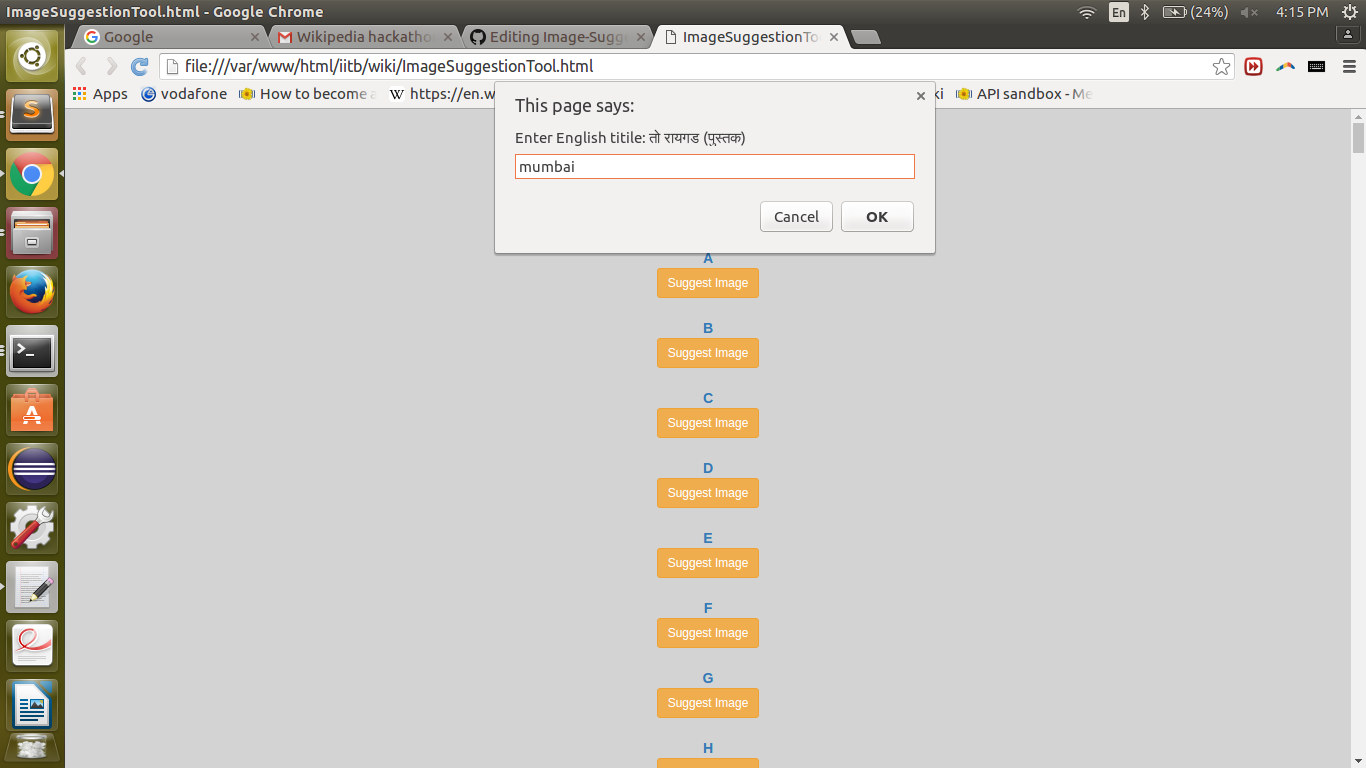 ImageSuggestionTool.html - Google Chrome
En
(24%)
4:15 PM
Google
Wikipedia hackatho
Editing Image-Sugg
ImageSuggestionToo
file:///var/www/html/iitb/wiki/ImageSuggestionTool.html
Apps
vodafone
How to become a
https://en.w
ki
API sandbox - Me
This page says:
Enter English titile: तो रायगड (पुस्तक)
mumbai
Cancel
OK
A
Suggest Image
B
Suggest Image
C
Suggest Image
D
Suggest Image
E
Suggest Image
F
Suggest Image
G
Suggest Image
H